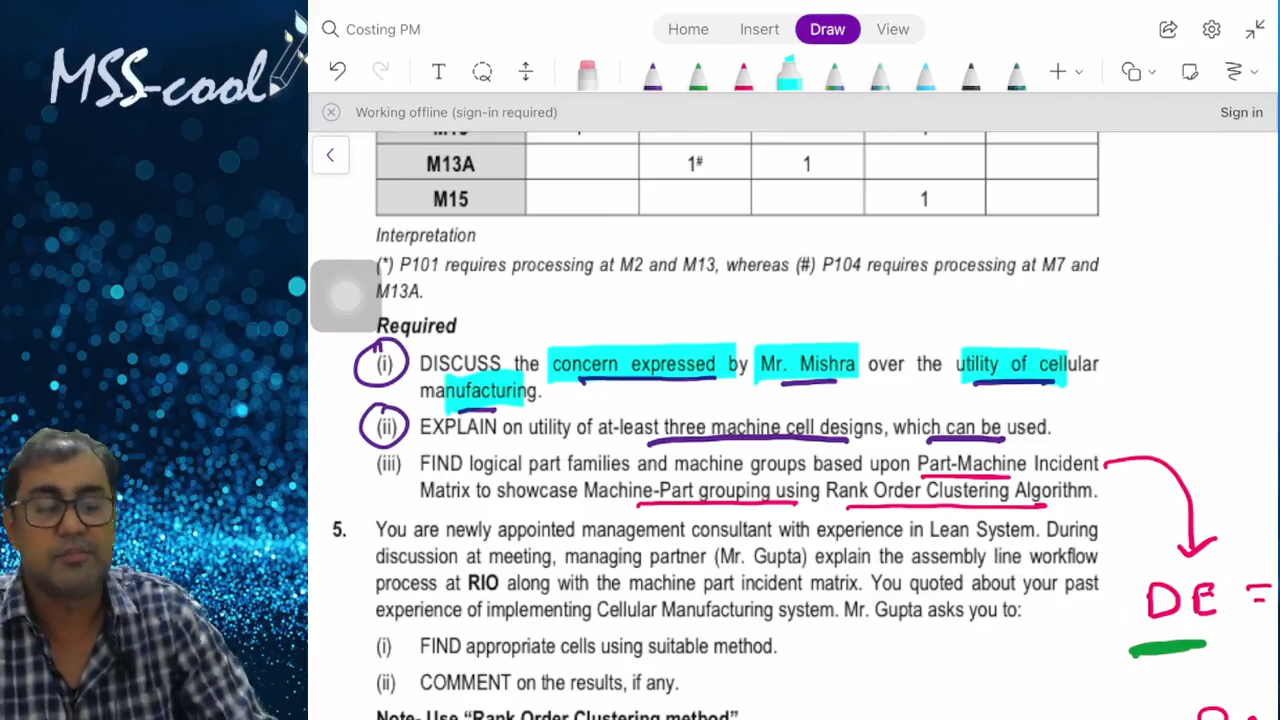 MSS-cool
Costing PM
Home Insert Draw View
Working offline (sign-in required) Sign in
M13A 1# 1
M15 1
Interpretation
(*) P101 requires processing at M2 and M13, whereas (#) P104 requires processing at M7 and
M13A.
Required
(i) DISCUSS the concern expressed by Mr. Mishra over the utility of cellular
manufacturing.
(ii) EXPLAIN on utility of at-least three machine cell designs, which can be used.
(iii) FIND logical part families and machine groups based upon Part-Machine Incident
Matrix to showcase Machine-Part grouping using Rank Order Clustering Algorithm.
5. You are newly appointed management consultant with experience in Lean System. During
discussion at meeting, managing partner (Mr. Gupta) explain the assembly line workflow
process at RIO along with the machine part incident matrix. You quoted about your past
experience of implementing Cellular Manufacturing system. Mr. Gupta asks you to:
DE =
(i) FIND appropriate cells using suitable method.
(ii) COMMENT on the results, if any.
Note- Use “Rank Order Clustering method”